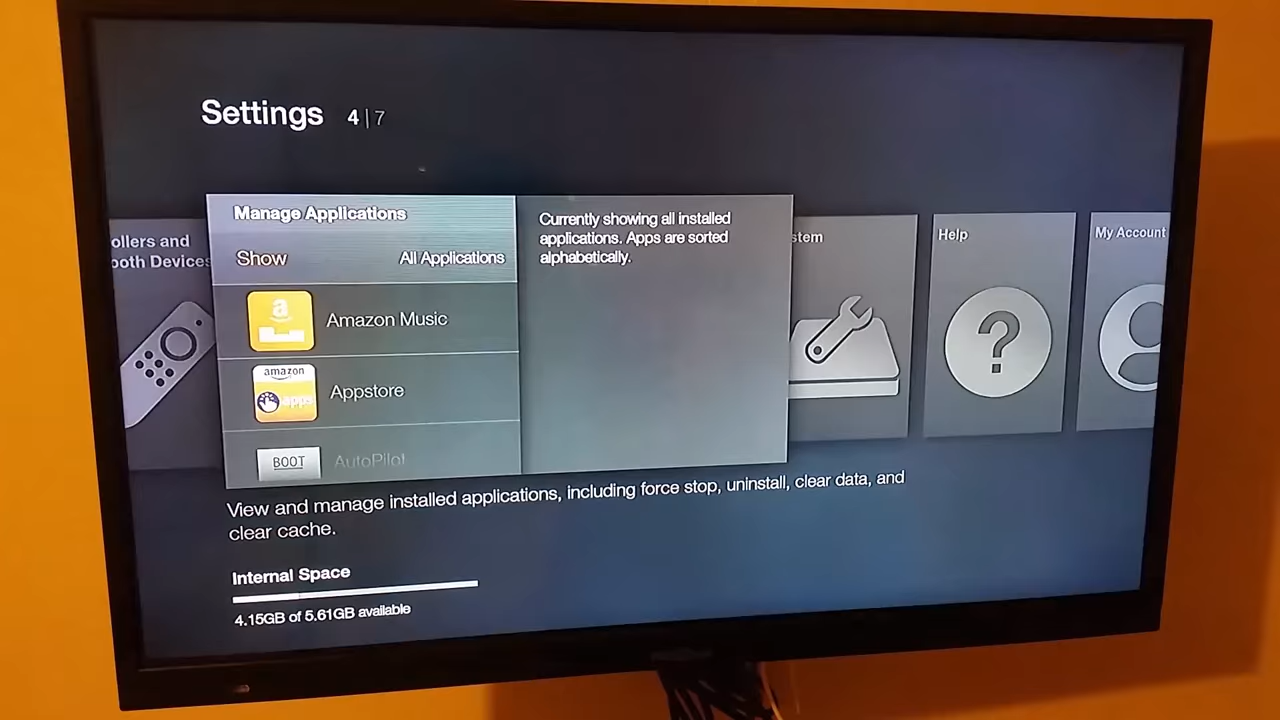 Settings 4|7
Manage Applications
Show All Applications
Amazon Music
amazon
apps
Appstore
BOOT
AutoPilot
Currently showing all installed
applications. Apps are sorted
alphabetically.
ollers and
ooth Devices
stem
Help
My Account
View and manage installed applications, including force stop, uninstall, clear data, and
clear cache.
Internal Space
4.15GB of 5.61GB available